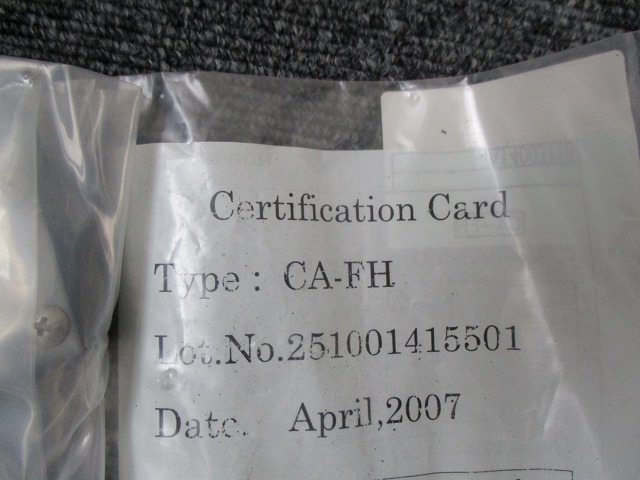 Certification Card
Type : CA-FH
Lot.No.251001415501
Date. April,2007